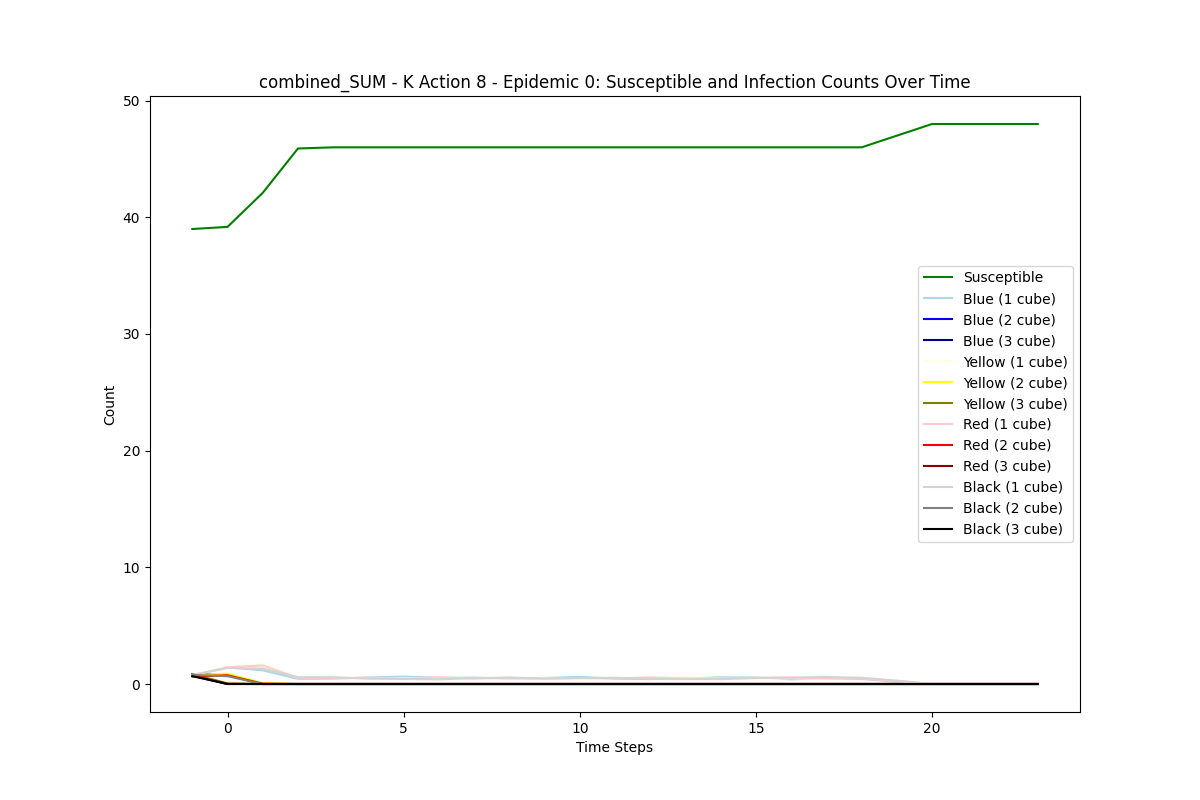 combined_SUM - K Action 8 - Epidemic 0: Susceptible and Infection Counts Over Time
50
40
30
20
10
0
Count
Susceptible
Blue (1 cube)
Blue (2 cube)
Blue (3 cube)
Yellow (1 cube)
Yellow (2 cube)
Yellow (3 cube)
Red (1 cube)
Red (2 cube)
Red (3 cube)
Black (1 cube)
Black (2 cube)
Black (3 cube)
0 5 10 15 20
Time Steps